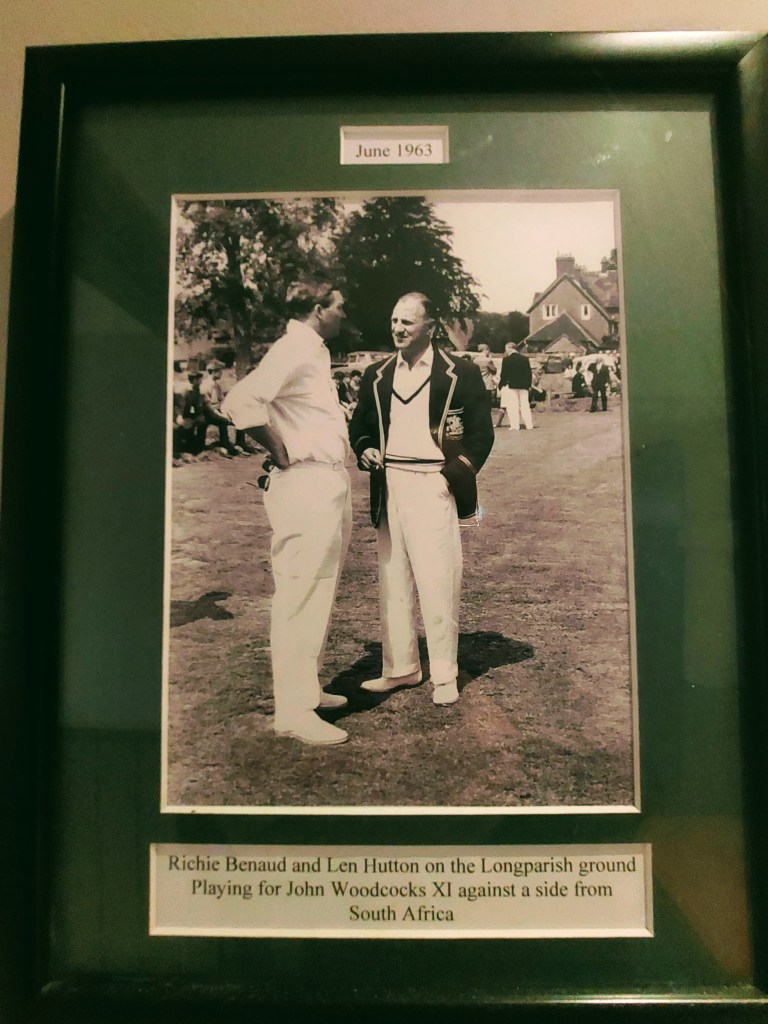 June 1963
Richie Benaud and Len Hutton on the Longparish ground
Playing for John Woodcocks XI against a side from
South Africa